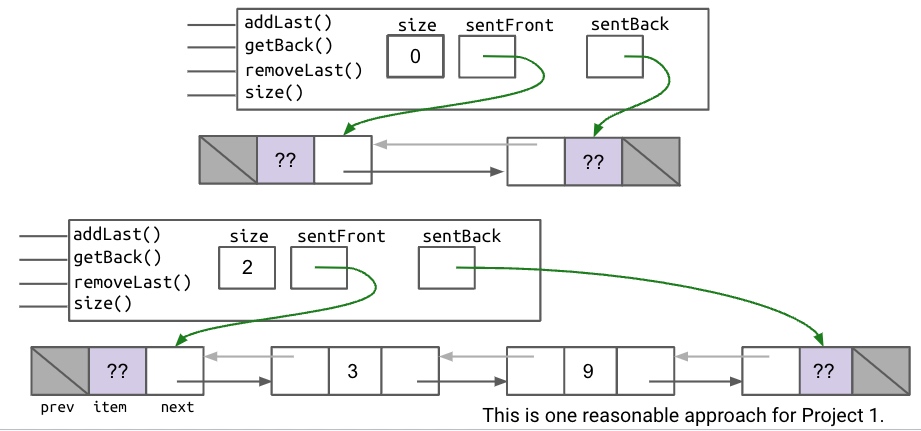 addLast()
getBack()
removeLast()
size()
size
sentFront
sentBack
0
??
??
addLast()
getBack()
removeLast()
size()
size
sentFront
sentBack
2
??
3
9
??
prev item next
This is one reasonable approach for Project 1.